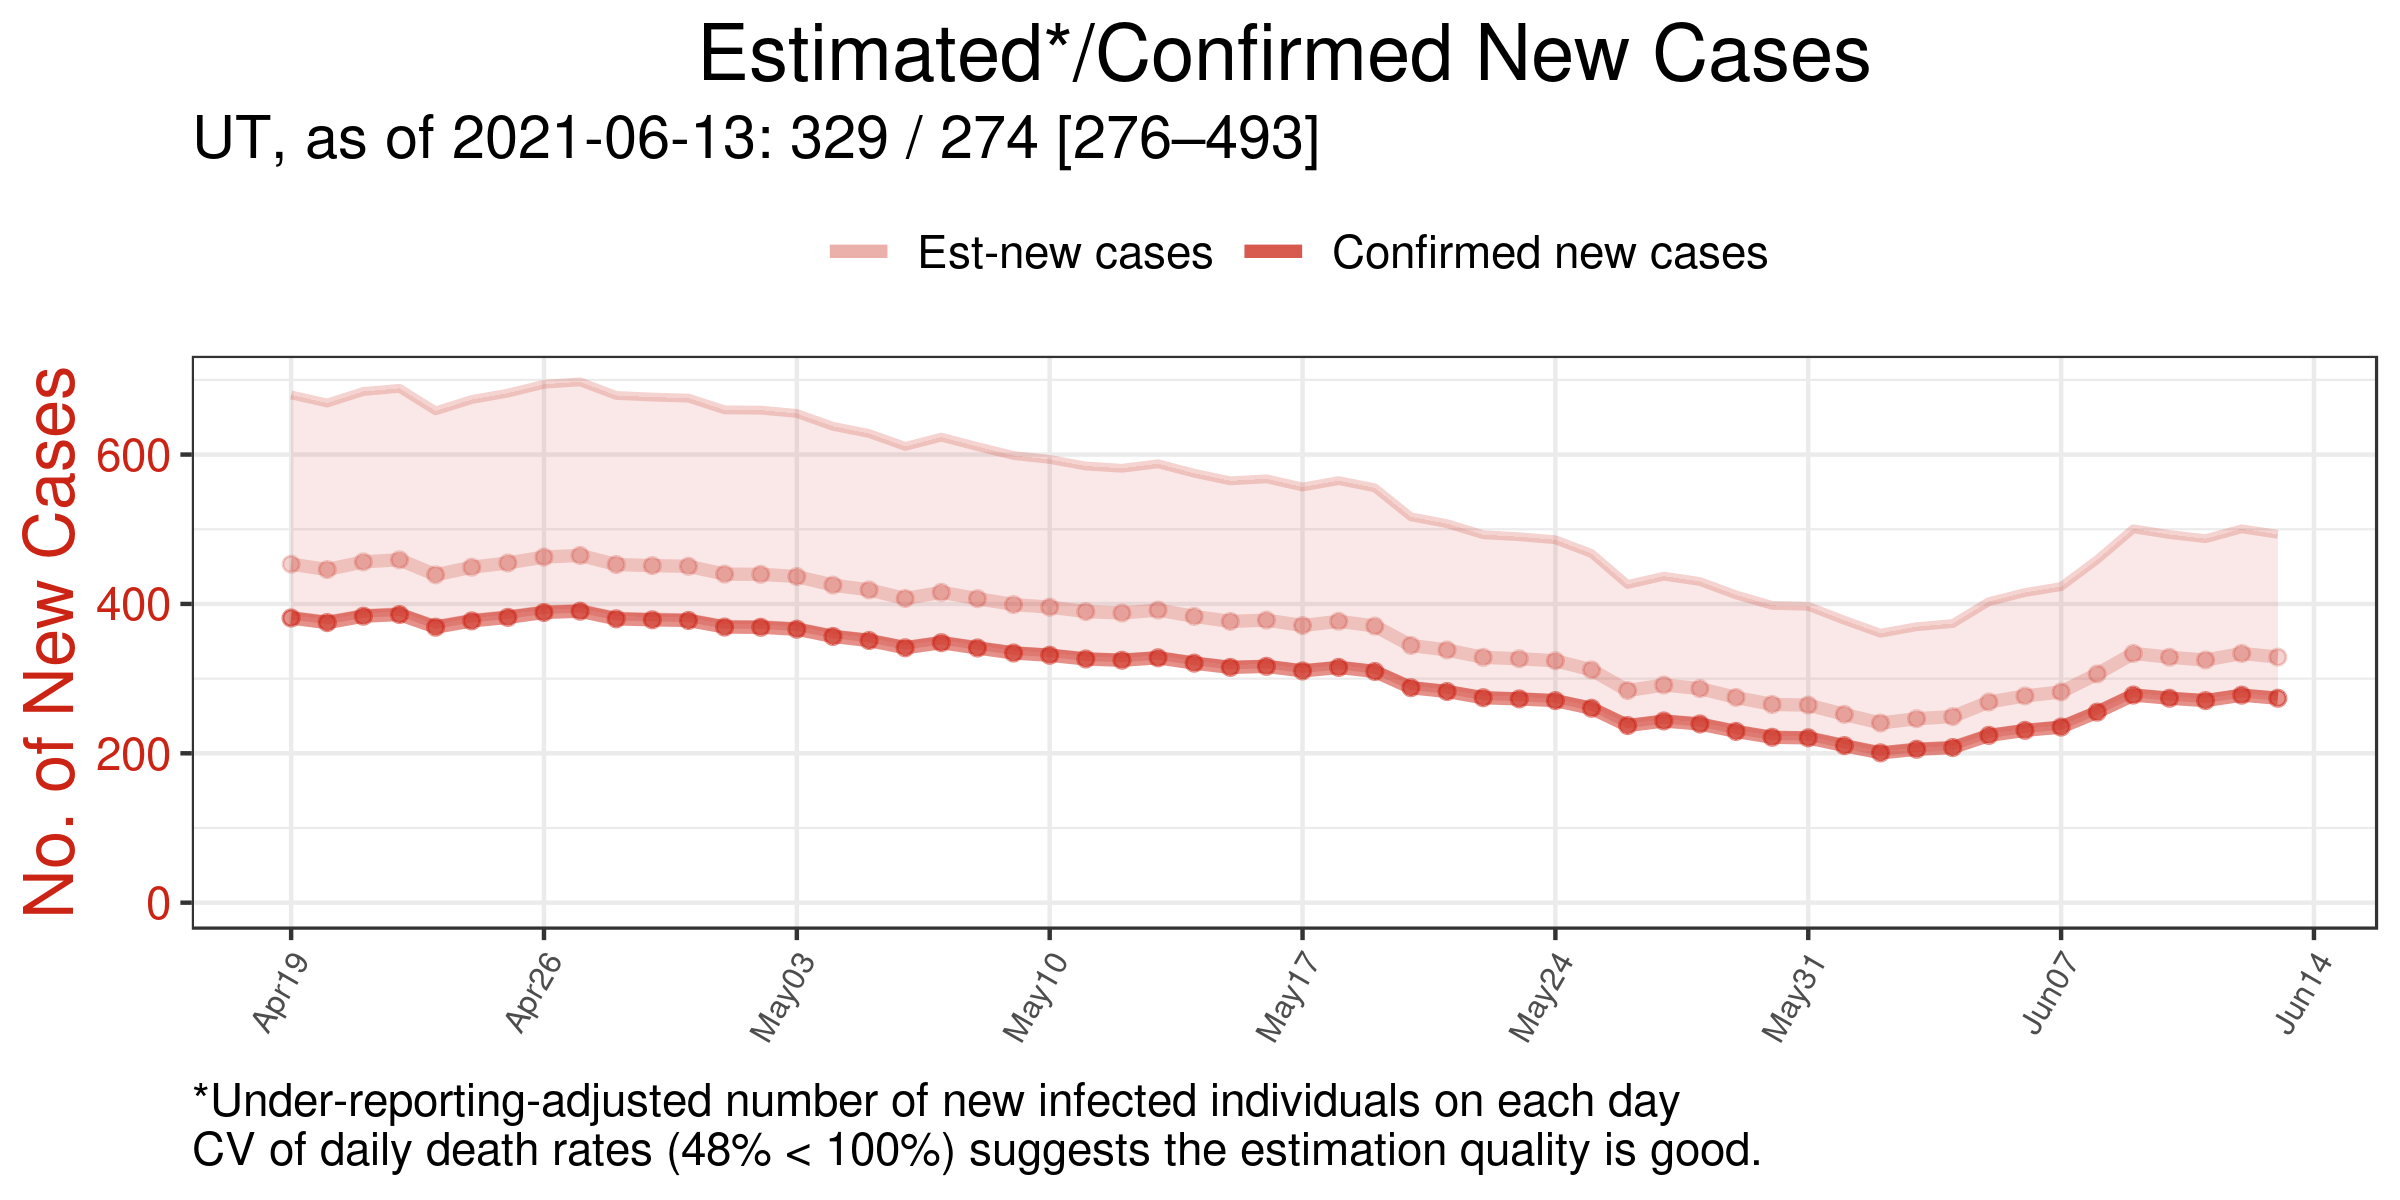 Estimated*/Confirmed New Cases
UT, as of 2021-06-13: 329 / 274 [276–493]
Est-new cases
Confirmed new cases
No. of New Cases
600
400
200
0
Apr19
Apr26
May03
May10
May17
May24
May31
Jun07
Jun14
*Under-reporting-adjusted number of new infected individuals on each day
CV of daily death rates (48% < 100%) suggests the estimation quality is good.